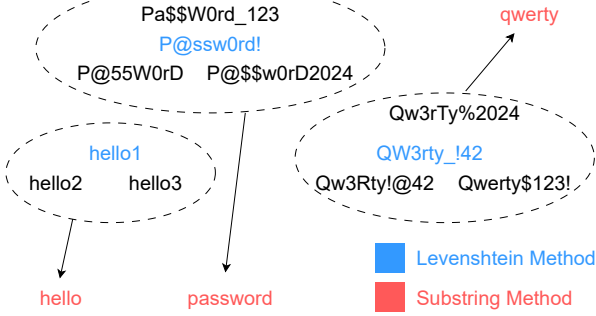 Pa$$W0rd_123
P@ssw0rd!
P@55W0rD P@$$w0rD2024
qwerty
Qw3rTy%2024
QW3rty_!42
Qw3Rty!@42 Qwerty$123!
hello1
hello2 hello3
hello
password
Levenshtein Method
Substring Method